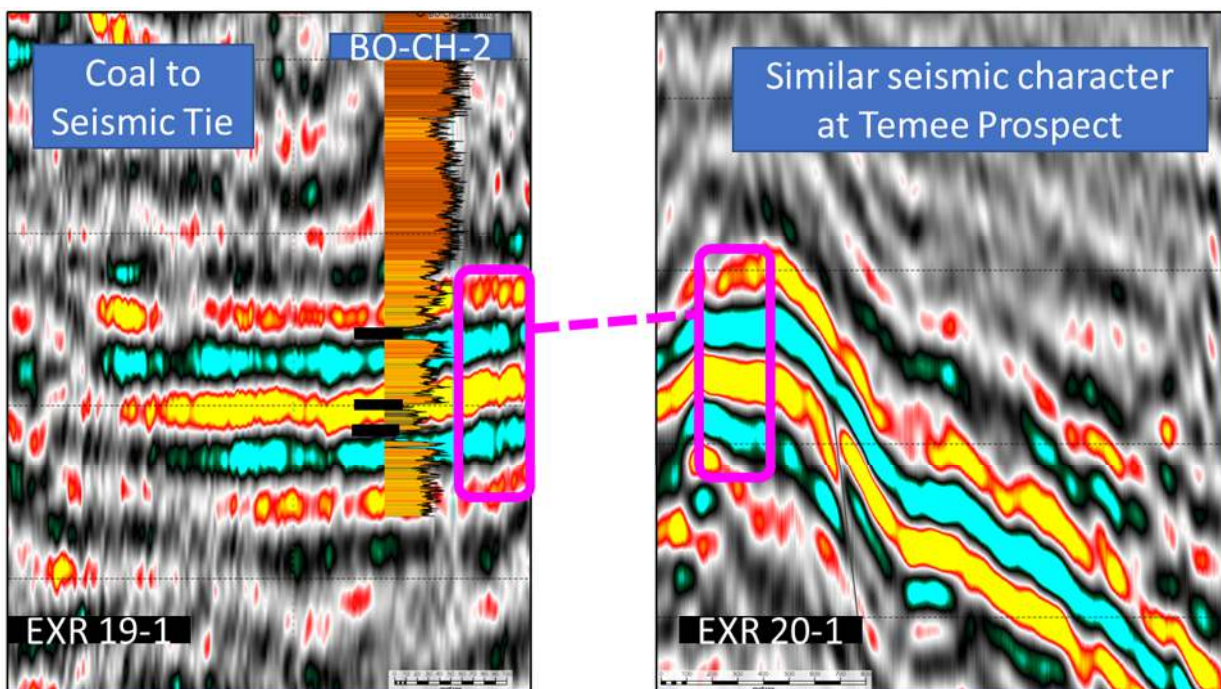 BO-CH-2
Coal to
Seismic Tie
EXR 19-1
Similar seismic character
at Temee Prospect
EXR 20-1